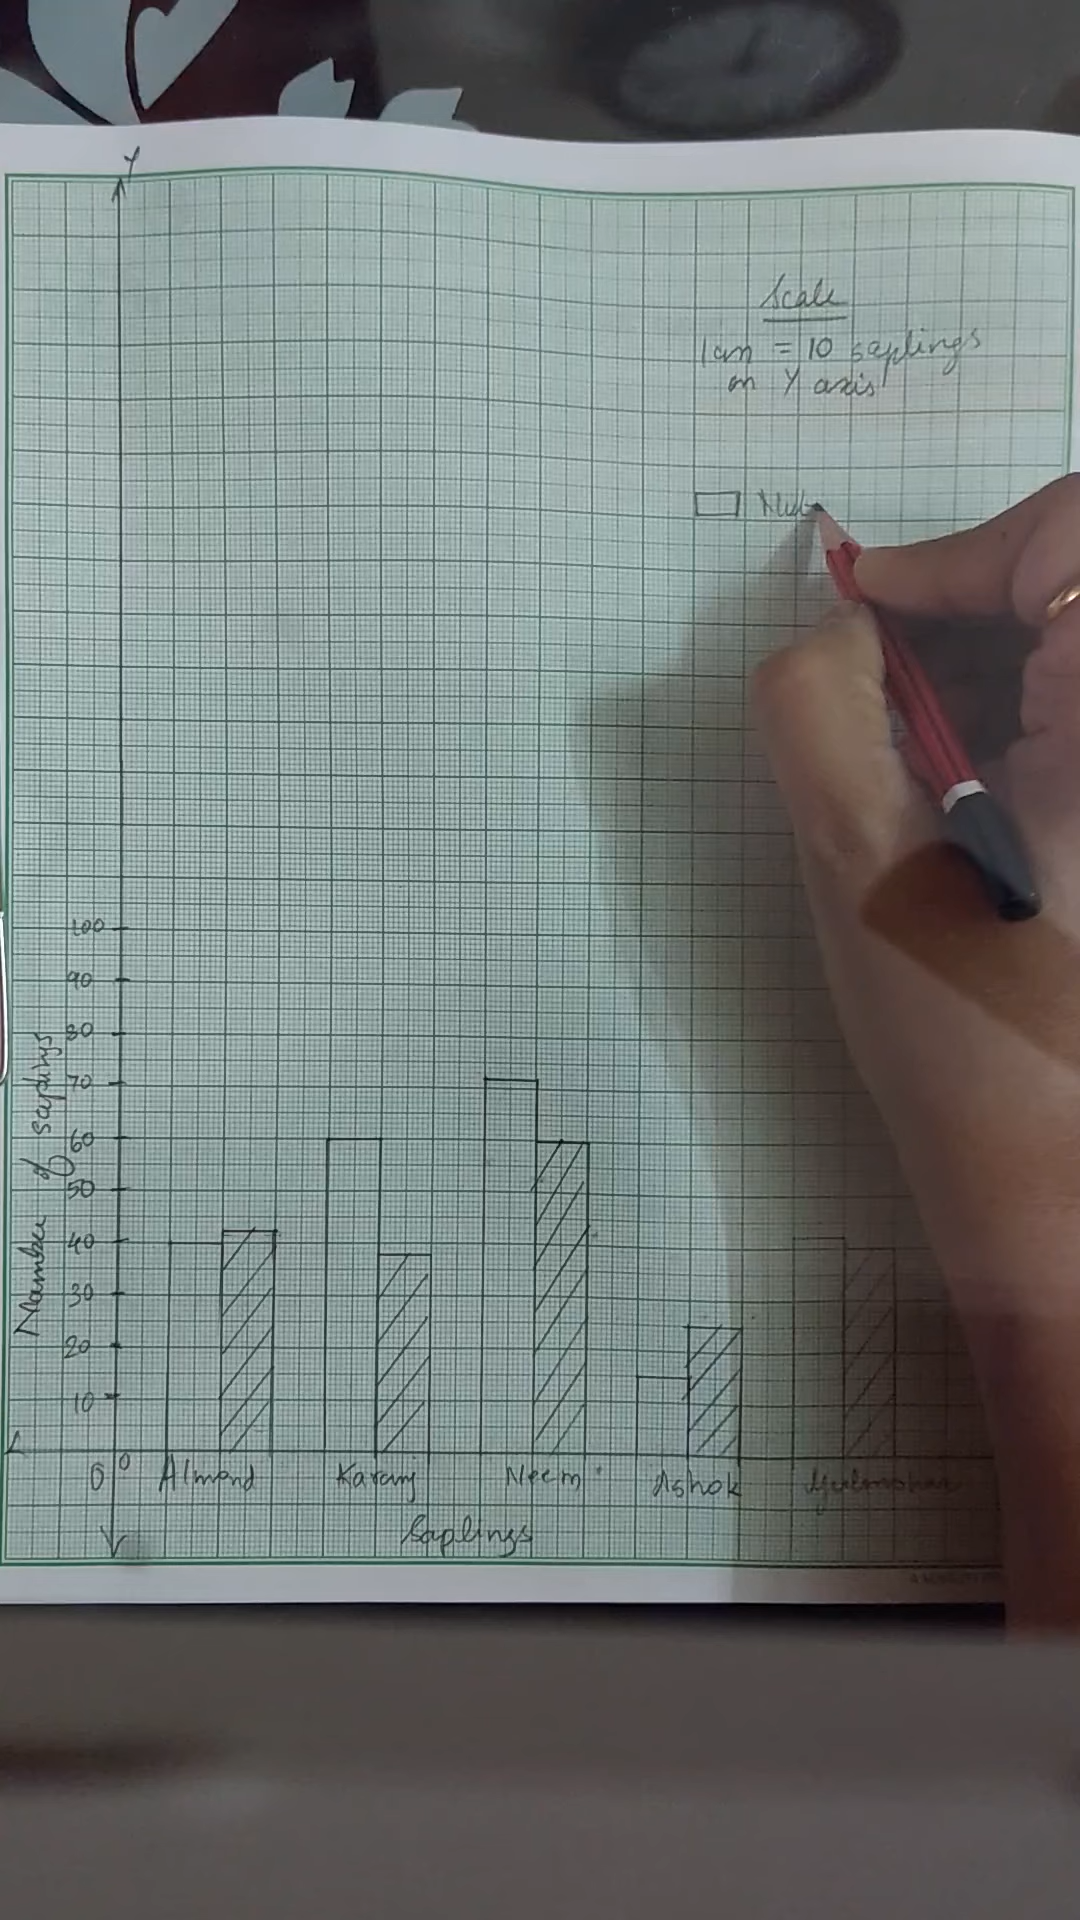 Y
Scale
1cm = 10 saplings
on Y axis
100
90
80
70
60
50
40
30
20
10
0
Number of saplings
Almond Karanj Neem Ashok Gulmohar
Saplings